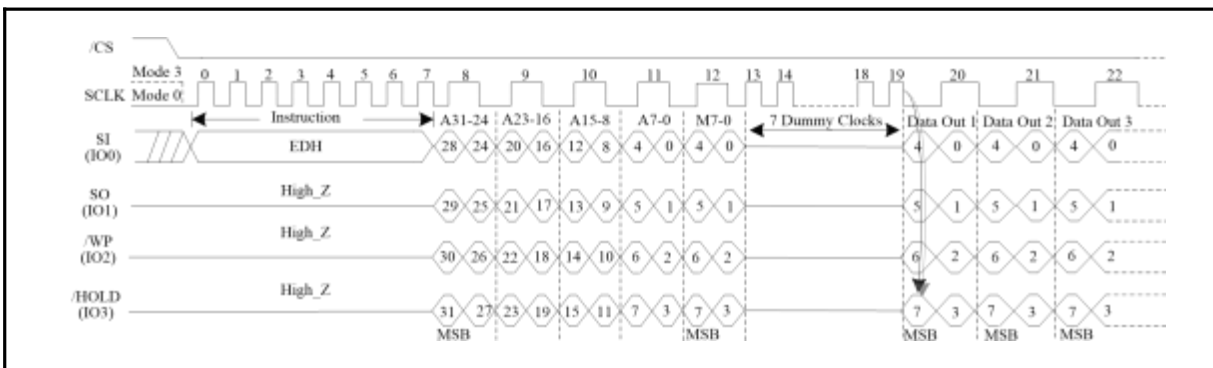 /CS
Mode 3 0 1 2 3 4 5 6 7 8 9 10 11 12 13 14 18 19 20 21 22
SCLK Mode 0
Instruction A31-24 A23-16 A15-8 A7-0 M7-0 7 Dummy Clocks Data Out 1 Data Out 2 Data Out 3
SI
(IO0) EDH 28 24 20 16 12 8 4 0 4 0 4 0 4 0 4 0
High_Z
SO
(IO1) 29 25 21 17 13 9 5 1 5 1 5 1 5 1 5 1
High_Z
/WP
(IO2) 30 26 22 18 14 10 6 2 6 2 6 2 6 2 6 2
High_Z
/HOLD
(IO3) 31 27 23 19 15 11 7 3 7 3 7 3 7 3 7 3
MSB MSB MSB MSB MSB